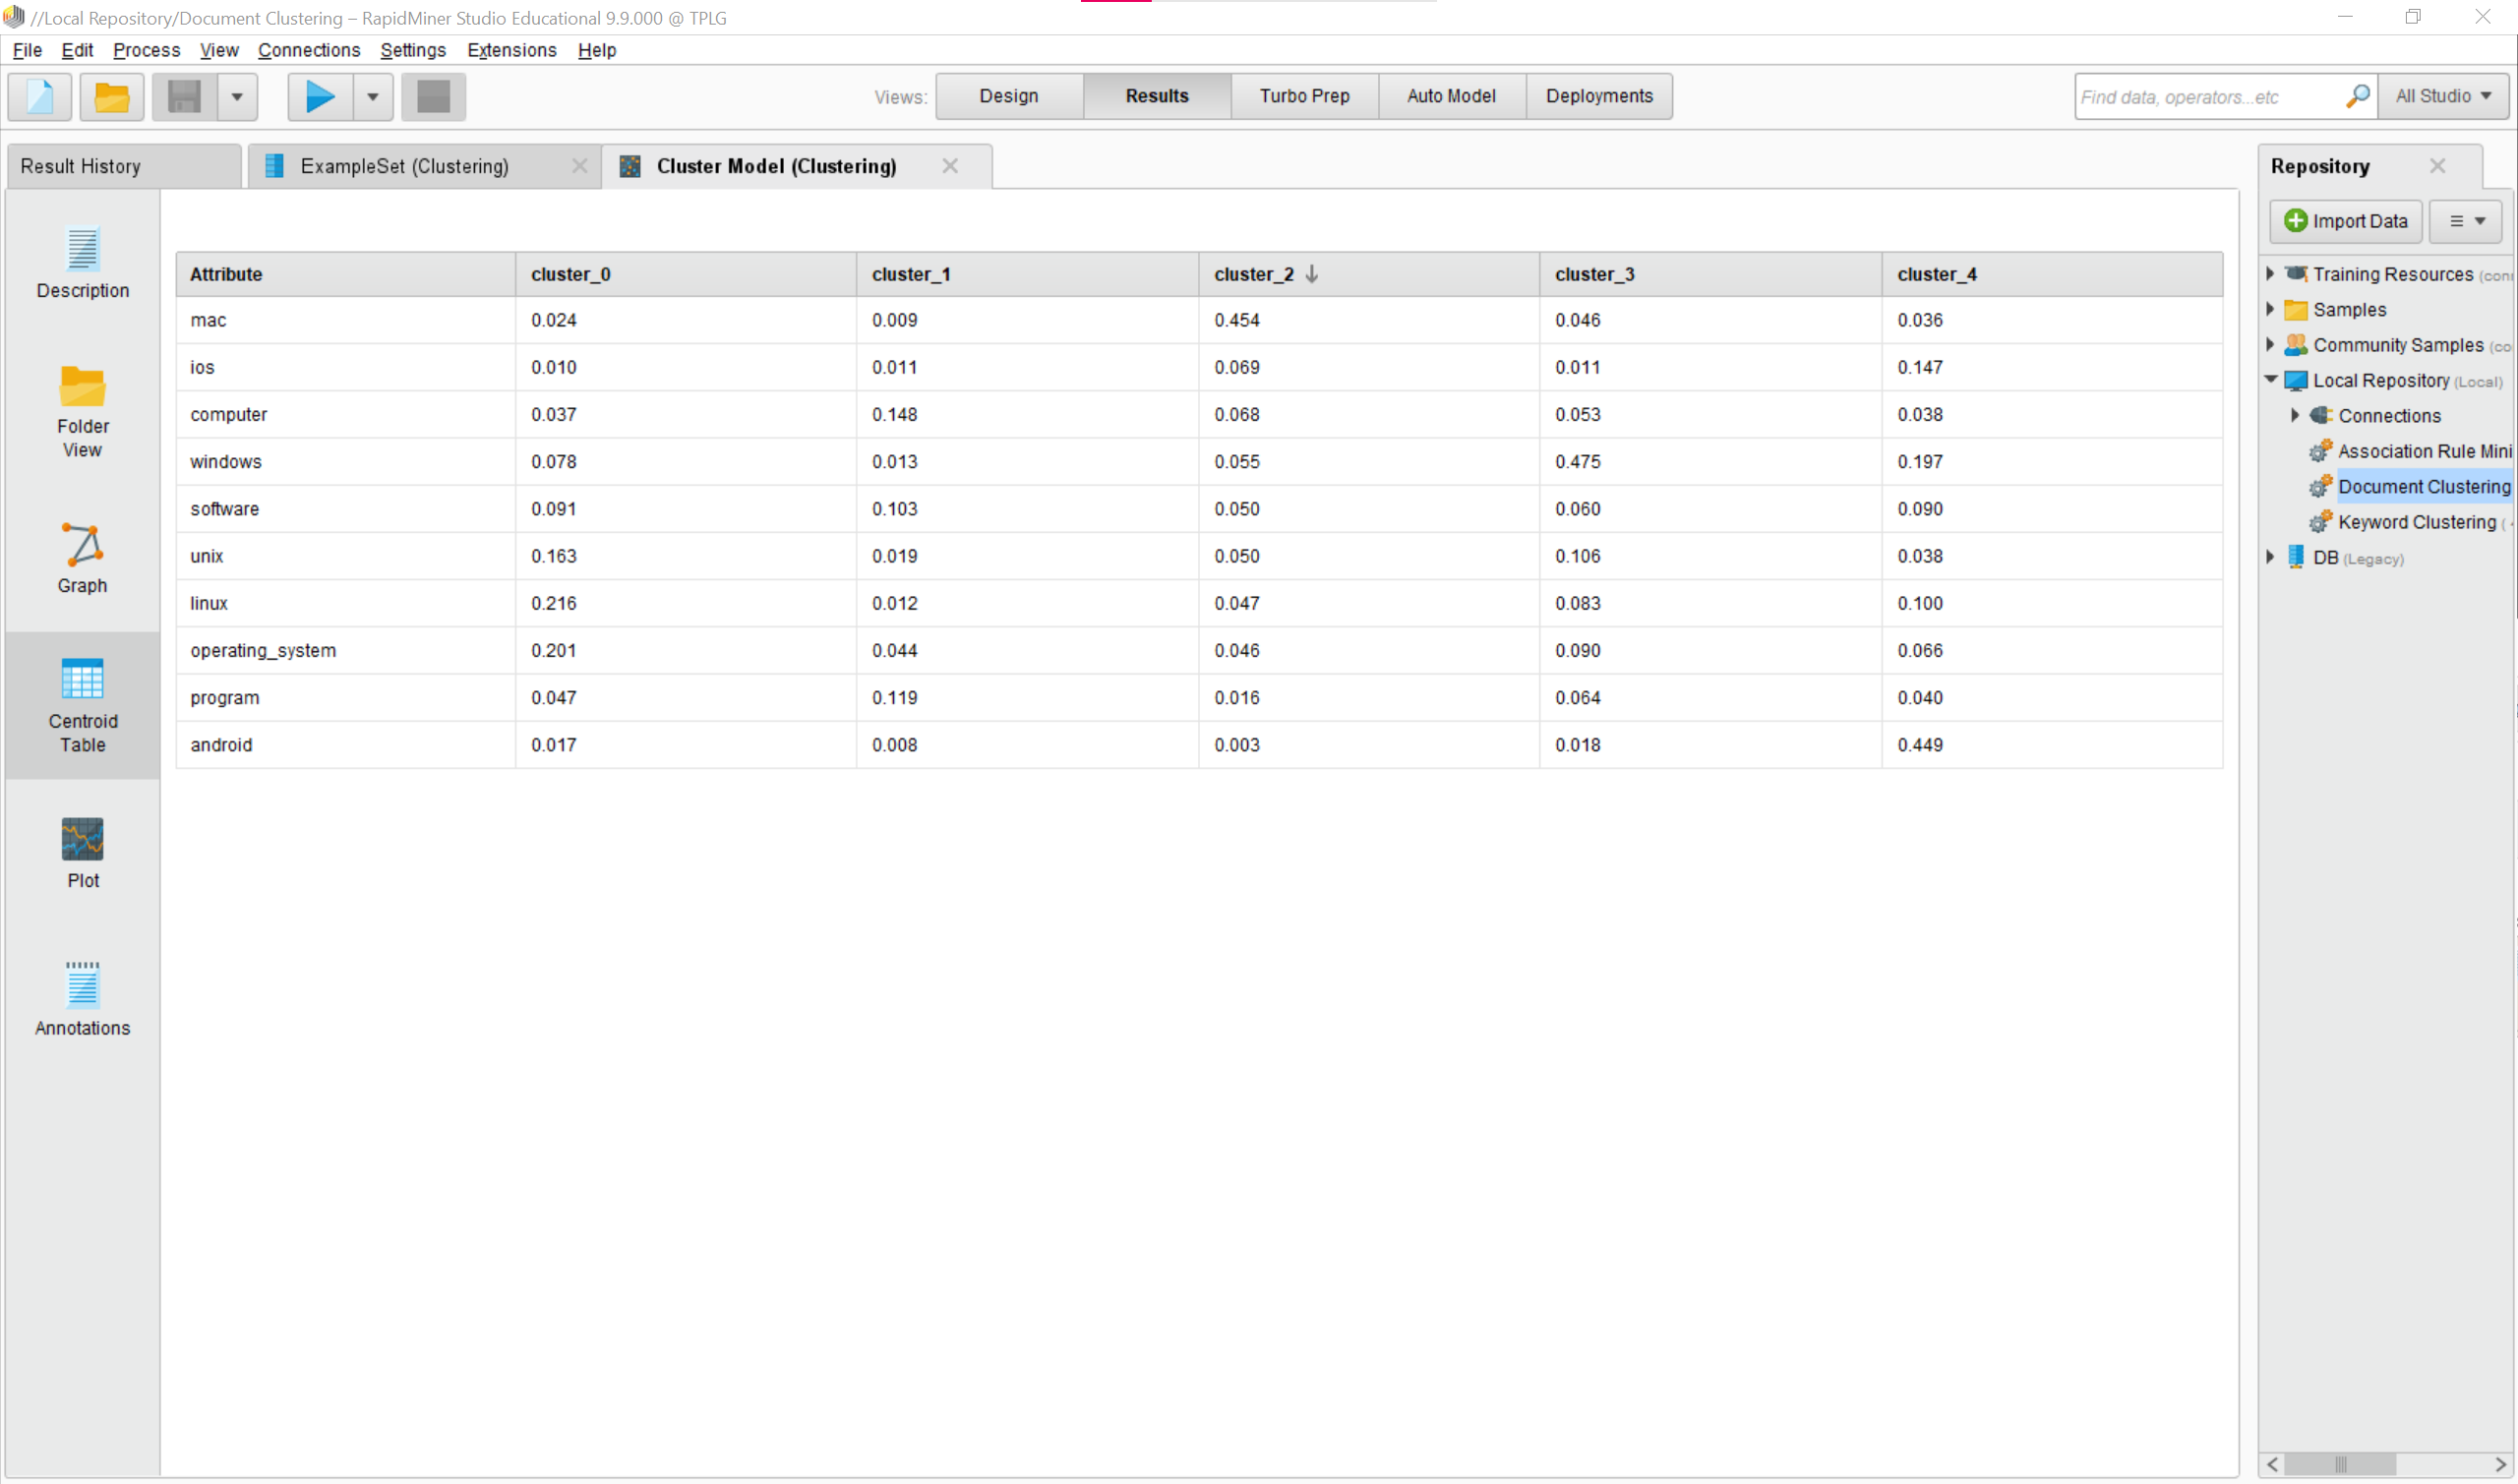 //Local Repository/Document Clustering – RapidMiner Studio Educational 9.9.000 @ TPLG
File Edit Process View Connections Settings Extensions Help
Views: Design Results Turbo Prep Auto Model Deployments
Find data, operators...etc
All Studio
Result History
ExampleSet (Clustering)
Cluster Model (Clustering)
Description
Folder
View
Graph
Centroid
Table
Plot
Annotations
Attribute cluster_0 cluster_1 cluster_2 cluster_3 cluster_4
mac 0.024 0.009 0.454 0.046 0.036
ios 0.010 0.011 0.069 0.011 0.147
computer 0.037 0.148 0.068 0.053 0.038
windows 0.078 0.013 0.055 0.475 0.197
software 0.091 0.103 0.050 0.060 0.090
unix 0.163 0.019 0.050 0.106 0.038
linux 0.216 0.012 0.047 0.083 0.100
operating_system 0.201 0.044 0.046 0.090 0.066
program 0.047 0.119 0.016 0.064 0.040
android 0.017 0.008 0.003 0.018 0.449
Repository
Import Data
Training Resources (con
Samples
Community Samples (co
Local Repository (Local)
Connections
Association Rule Mini
Document Clustering
Keyword Clustering (
DB (Legacy)